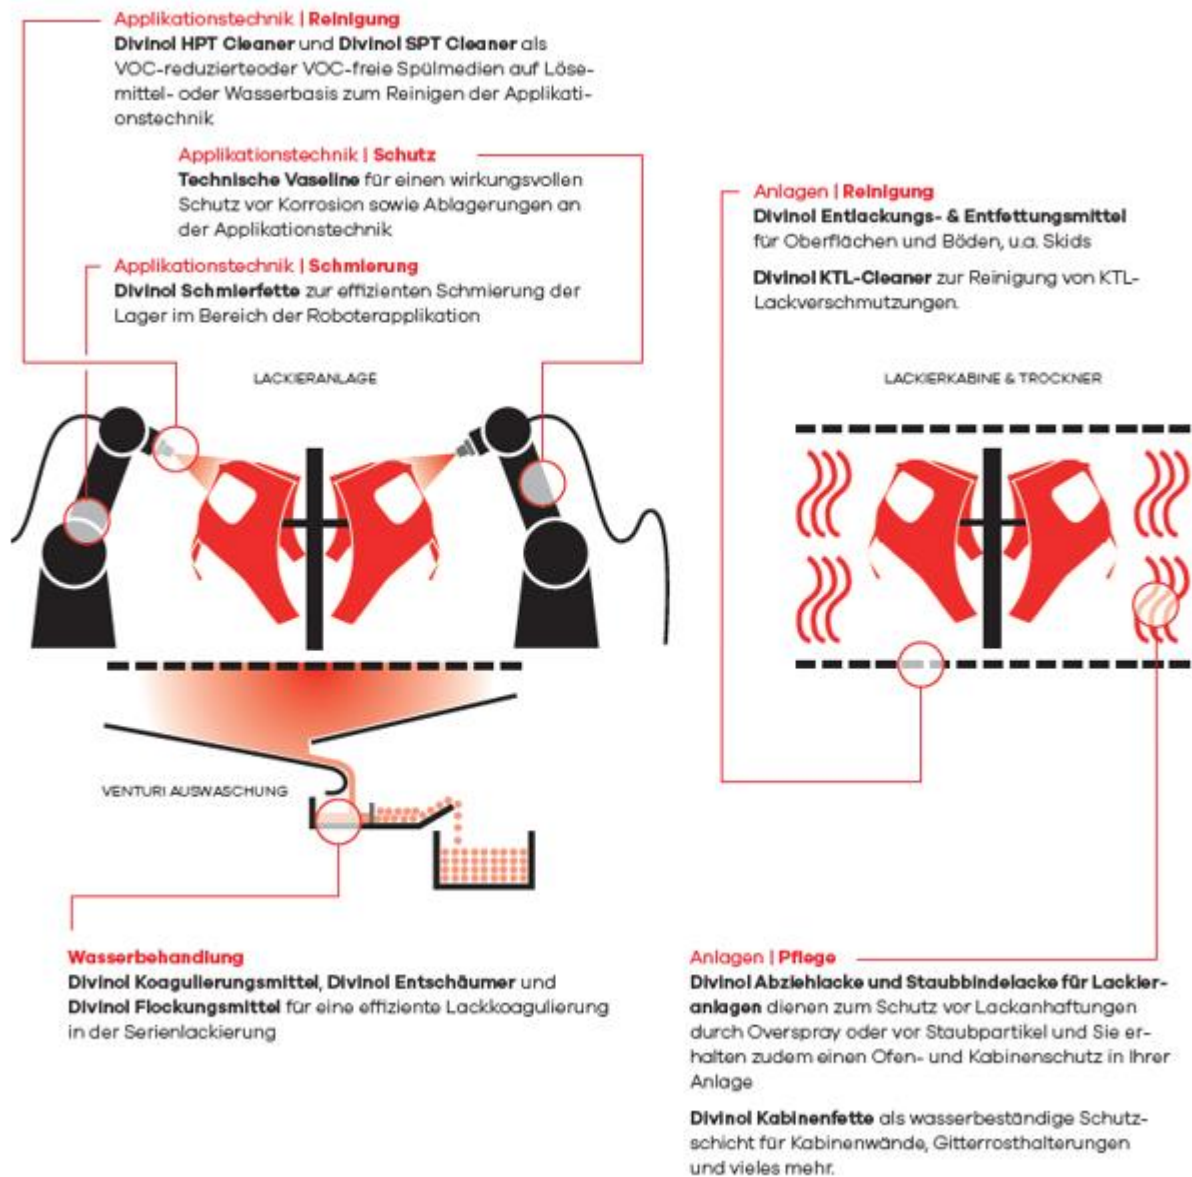 Applikationstechnik | Reinigung
Divinol HPT Cleaner und Divinol SPT Cleaner als
VOC-reduzierteoder VOC-freie Spülmedien auf Löse-
mittel- oder Wasserbasis zum Reinigen der Applikati-
onstechnik
Applikationstechnik | Schutz
Technische Vaseline für einen wirkungsvollen
Schutz vor Korrosion sowie Ablagerungen an
der Applikationstechnik
Applikationstechnik | Schmierung
Divinol Schmierfette zur effizienten Schmierung der
Lager im Bereich der Roboterapplikation
Anlagen | Reinigung
Divinol Entlackungs- & Entfettungsmittel
für Oberflächen und Böden, u.a. Skids
Divinol KTL-Cleaner zur Reinigung von KTL-
Lackverschmutzungen.
LACKIERANLAGE
LACKIERKABINE & TROCKNER
VENTURI AUSWASCHUNG
Wasserbehandlung
Divinol Koagulierungsmittel, Divinol Entschäumer und
Divinol Flockungsmittel für eine effiziente Lackkoagulierung
in der Serienlackierung
Anlagen | Pflege
Divinol Abziehlacke und Staubbindelacke für Lackier-
anlagen dienen zum Schutz vor Lackanhaftungen
durch Overspray oder vor Staubpartikel und Sie er-
halten zudem einen Ofen- und Kabinenschutz in Ihrer
Anlage
Divinol Kabinenfette als wasserbeständige Schutz-
schicht für Kabinenwände, Gitterrosthalterungen
und vieles mehr.